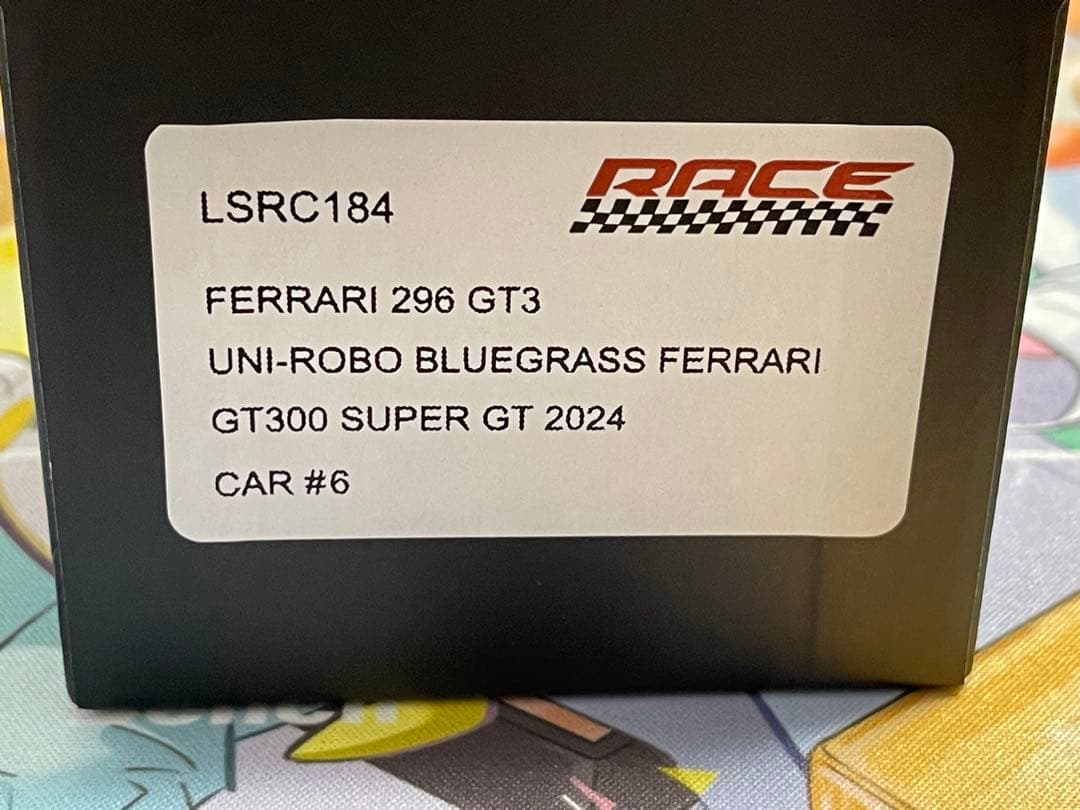 RACE
LSRC184
FERRARI 296 GT3
UNI-ROBO BLUEGRASS FERRARI
GT300 SUPER GT 2024
CAR #6